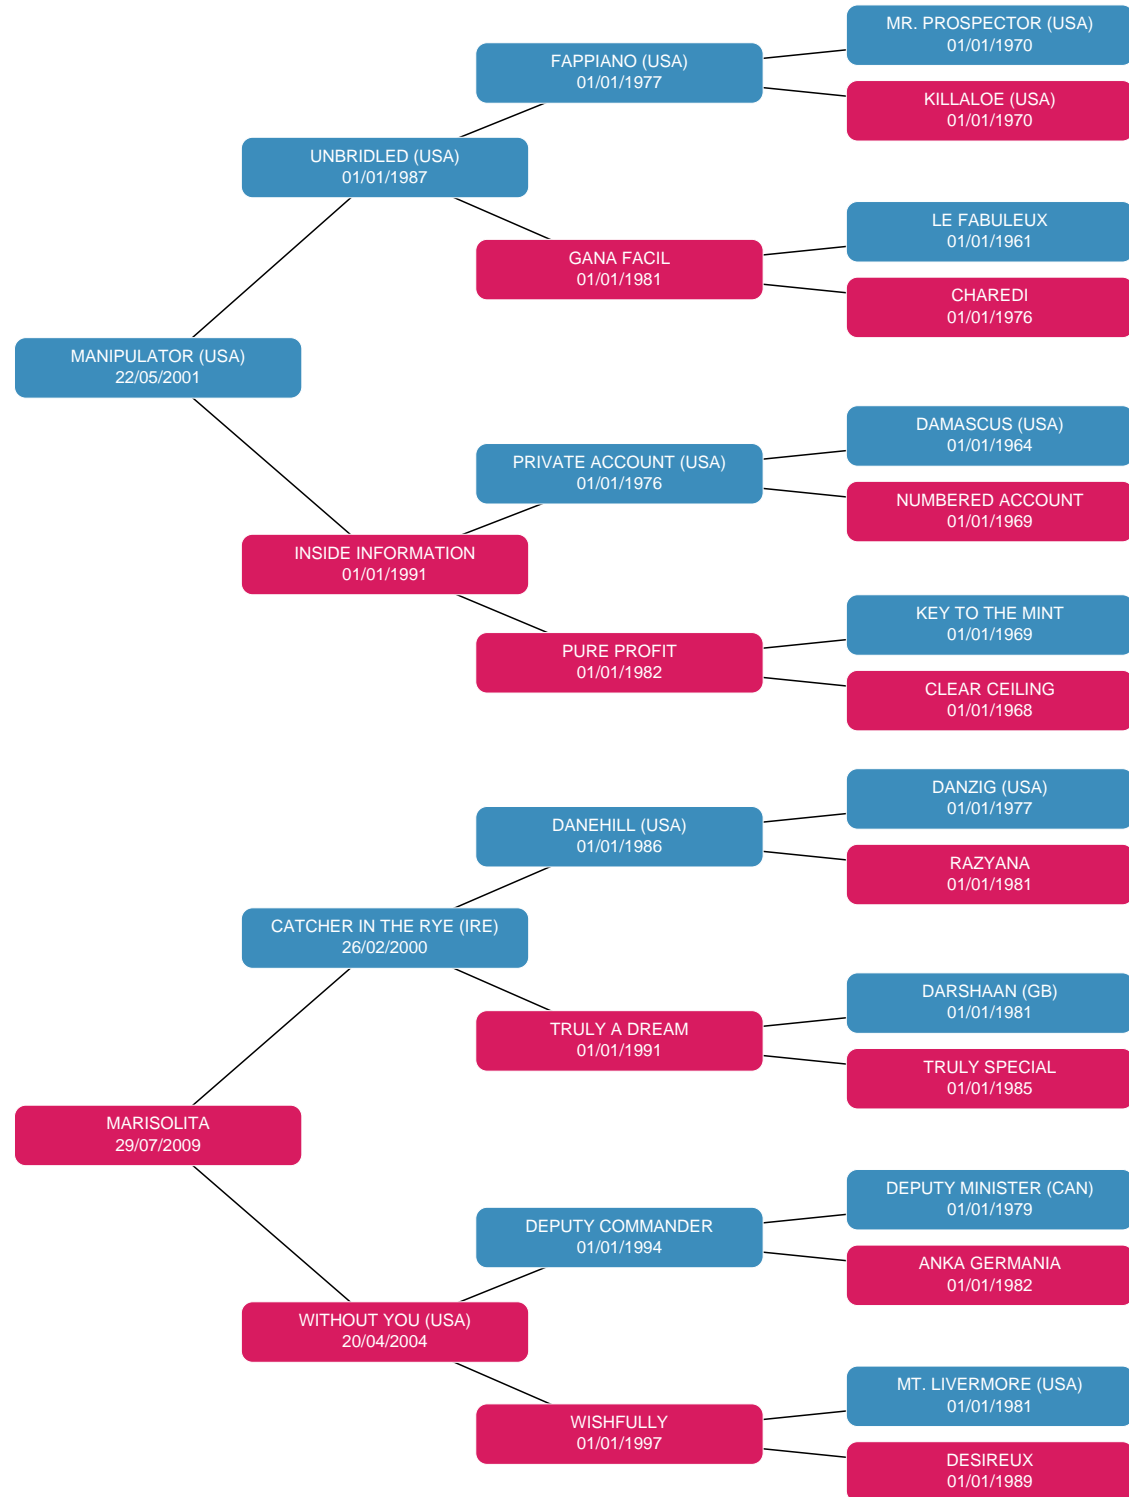 MR. PROSPECTOR (USA)
01/01/1970
FAPPIANO (USA)
01/01/1977
KILLALOE (USA)
01/01/1970
UNBRIDLED (USA)
01/01/1987
LE FABULEUX
01/01/1961
GANA FACIL
01/01/1981
CHAREDI
01/01/1976
MANIPULATOR (USA)
22/05/2001
DAMASCUS (USA)
01/01/1964
PRIVATE ACCOUNT (USA)
01/01/1976
NUMBERED ACCOUNT
01/01/1969
INSIDE INFORMATION
01/01/1991
KEY TO THE MINT
01/01/1969
PURE PROFIT
01/01/1982
CLEAR CEILING
01/01/1968
DANZIG (USA)
01/01/1977
DANEHILL (USA)
01/01/1986
RAZYANA
01/01/1981
CATCHER IN THE RYE (IRE)
26/02/2000
DARSHAAN (GB)
01/01/1981
TRULY A DREAM
01/01/1991
TRULY SPECIAL
01/01/1985
MARISOLITA
29/07/2009
DEPUTY MINISTER (CAN)
01/01/1979
DEPUTY COMMANDER
01/01/1994
ANKA GERMANIA
01/01/1982
WITHOUT YOU (USA)
20/04/2004
MT. LIVERMORE (USA)
01/01/1981
WISHFULLY
01/01/1997
DESIREUX
01/01/1989